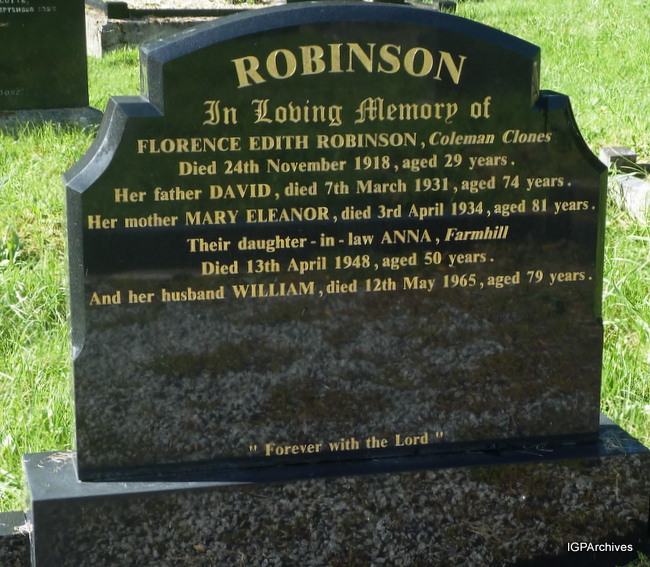 ROBINSON
In Loving Memory of
FLORENCE EDITH ROBINSON, Coleman Clones
Died 24th November 1918, aged 29 years.
Her father DAVID, died 7th March 1931, aged 74 years.
Her mother MARY ELEANOR, died 3rd April 1934, aged 81 years.
Their daughter-in-law ANNA, Farmhill
Died 13th April 1948, aged 50 years.
And her husband WILLIAM, died 12th May 1965, aged 79 years.
" Forever with the Lord "
IGPArchives